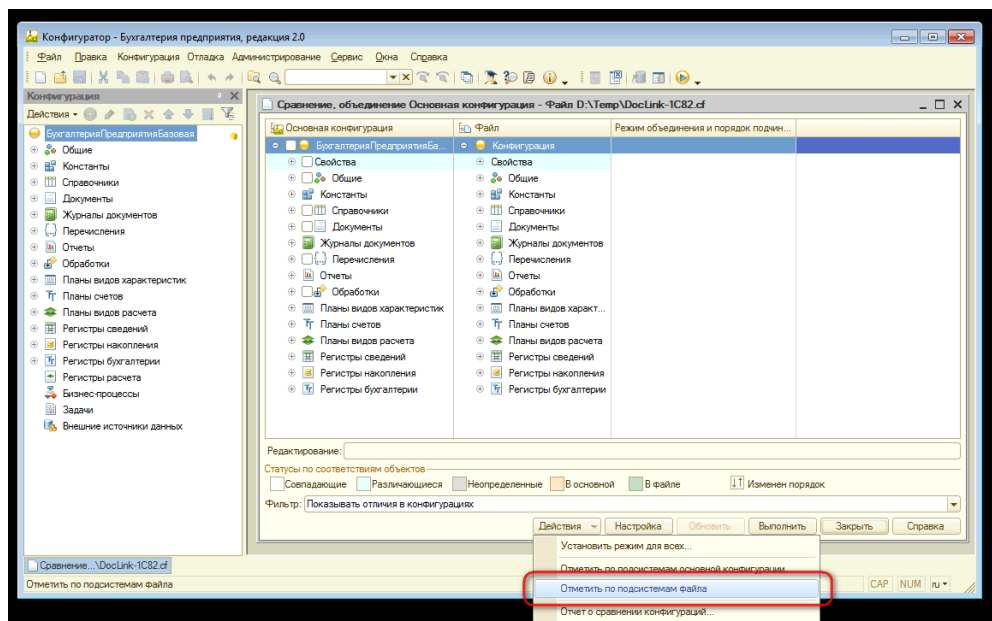 Конфигуратор - Бухгалтерия предприятия, редакция 2.0
Файл Правка Конфигурация Отладка Администрирование Сервис Окна Справка
Конфигурация
Действия
БухгалтерияПредприятияБазовая
Общие
Константы
Справочники
Документы
Журналы документов
Перечисления
Отчеты
Обработки
Планы видов характеристик
Планы счетов
Планы видов расчета
Регистры сведений
Регистры накопления
Регистры бухгалтерии
Регистры расчета
Бизнес-процессы
Задачи
Внешние источники данных
Сравнение, объединение Основная конфигурация - Файл D:\Temp\DocLink-1C82.cf
Основная конфигурация Файл Режим объединения и порядок подчин...
БухгалтерияПредприятияБа... Конфигурация
Свойства Свойства
Общие Общие
Константы Константы
Справочники Справочники
Документы Документы
Журналы документов Журналы документов
Перечисления Перечисления
Отчеты Отчеты
Обработки Обработки
Планы видов характеристик Планы видов характ...
Планы счетов Планы счетов
Планы видов расчета Планы видов расчета
Регистры сведений Регистры сведений
Регистры накопления Регистры накопления
Регистры бухгалтерии Регистры бухгалтерии
Редактирование:
Статусы по соответствиям объектов
Совпадающие Различающиеся Неопределенные В основной В файле Изменен порядок
Фильтр: Показывать отличия в конфигурациях
Действия Настройка Обновить Выполнить Закрыть Справка
Установить режим для всех...
Отметить по подсистемам основной конфигурации
Отметить по подсистемам файла
Отчет о сравнении конфигураций...
Сравнение...\DocLink-1C82.cf
Отметить по подсистемам файла CAP NUM ru